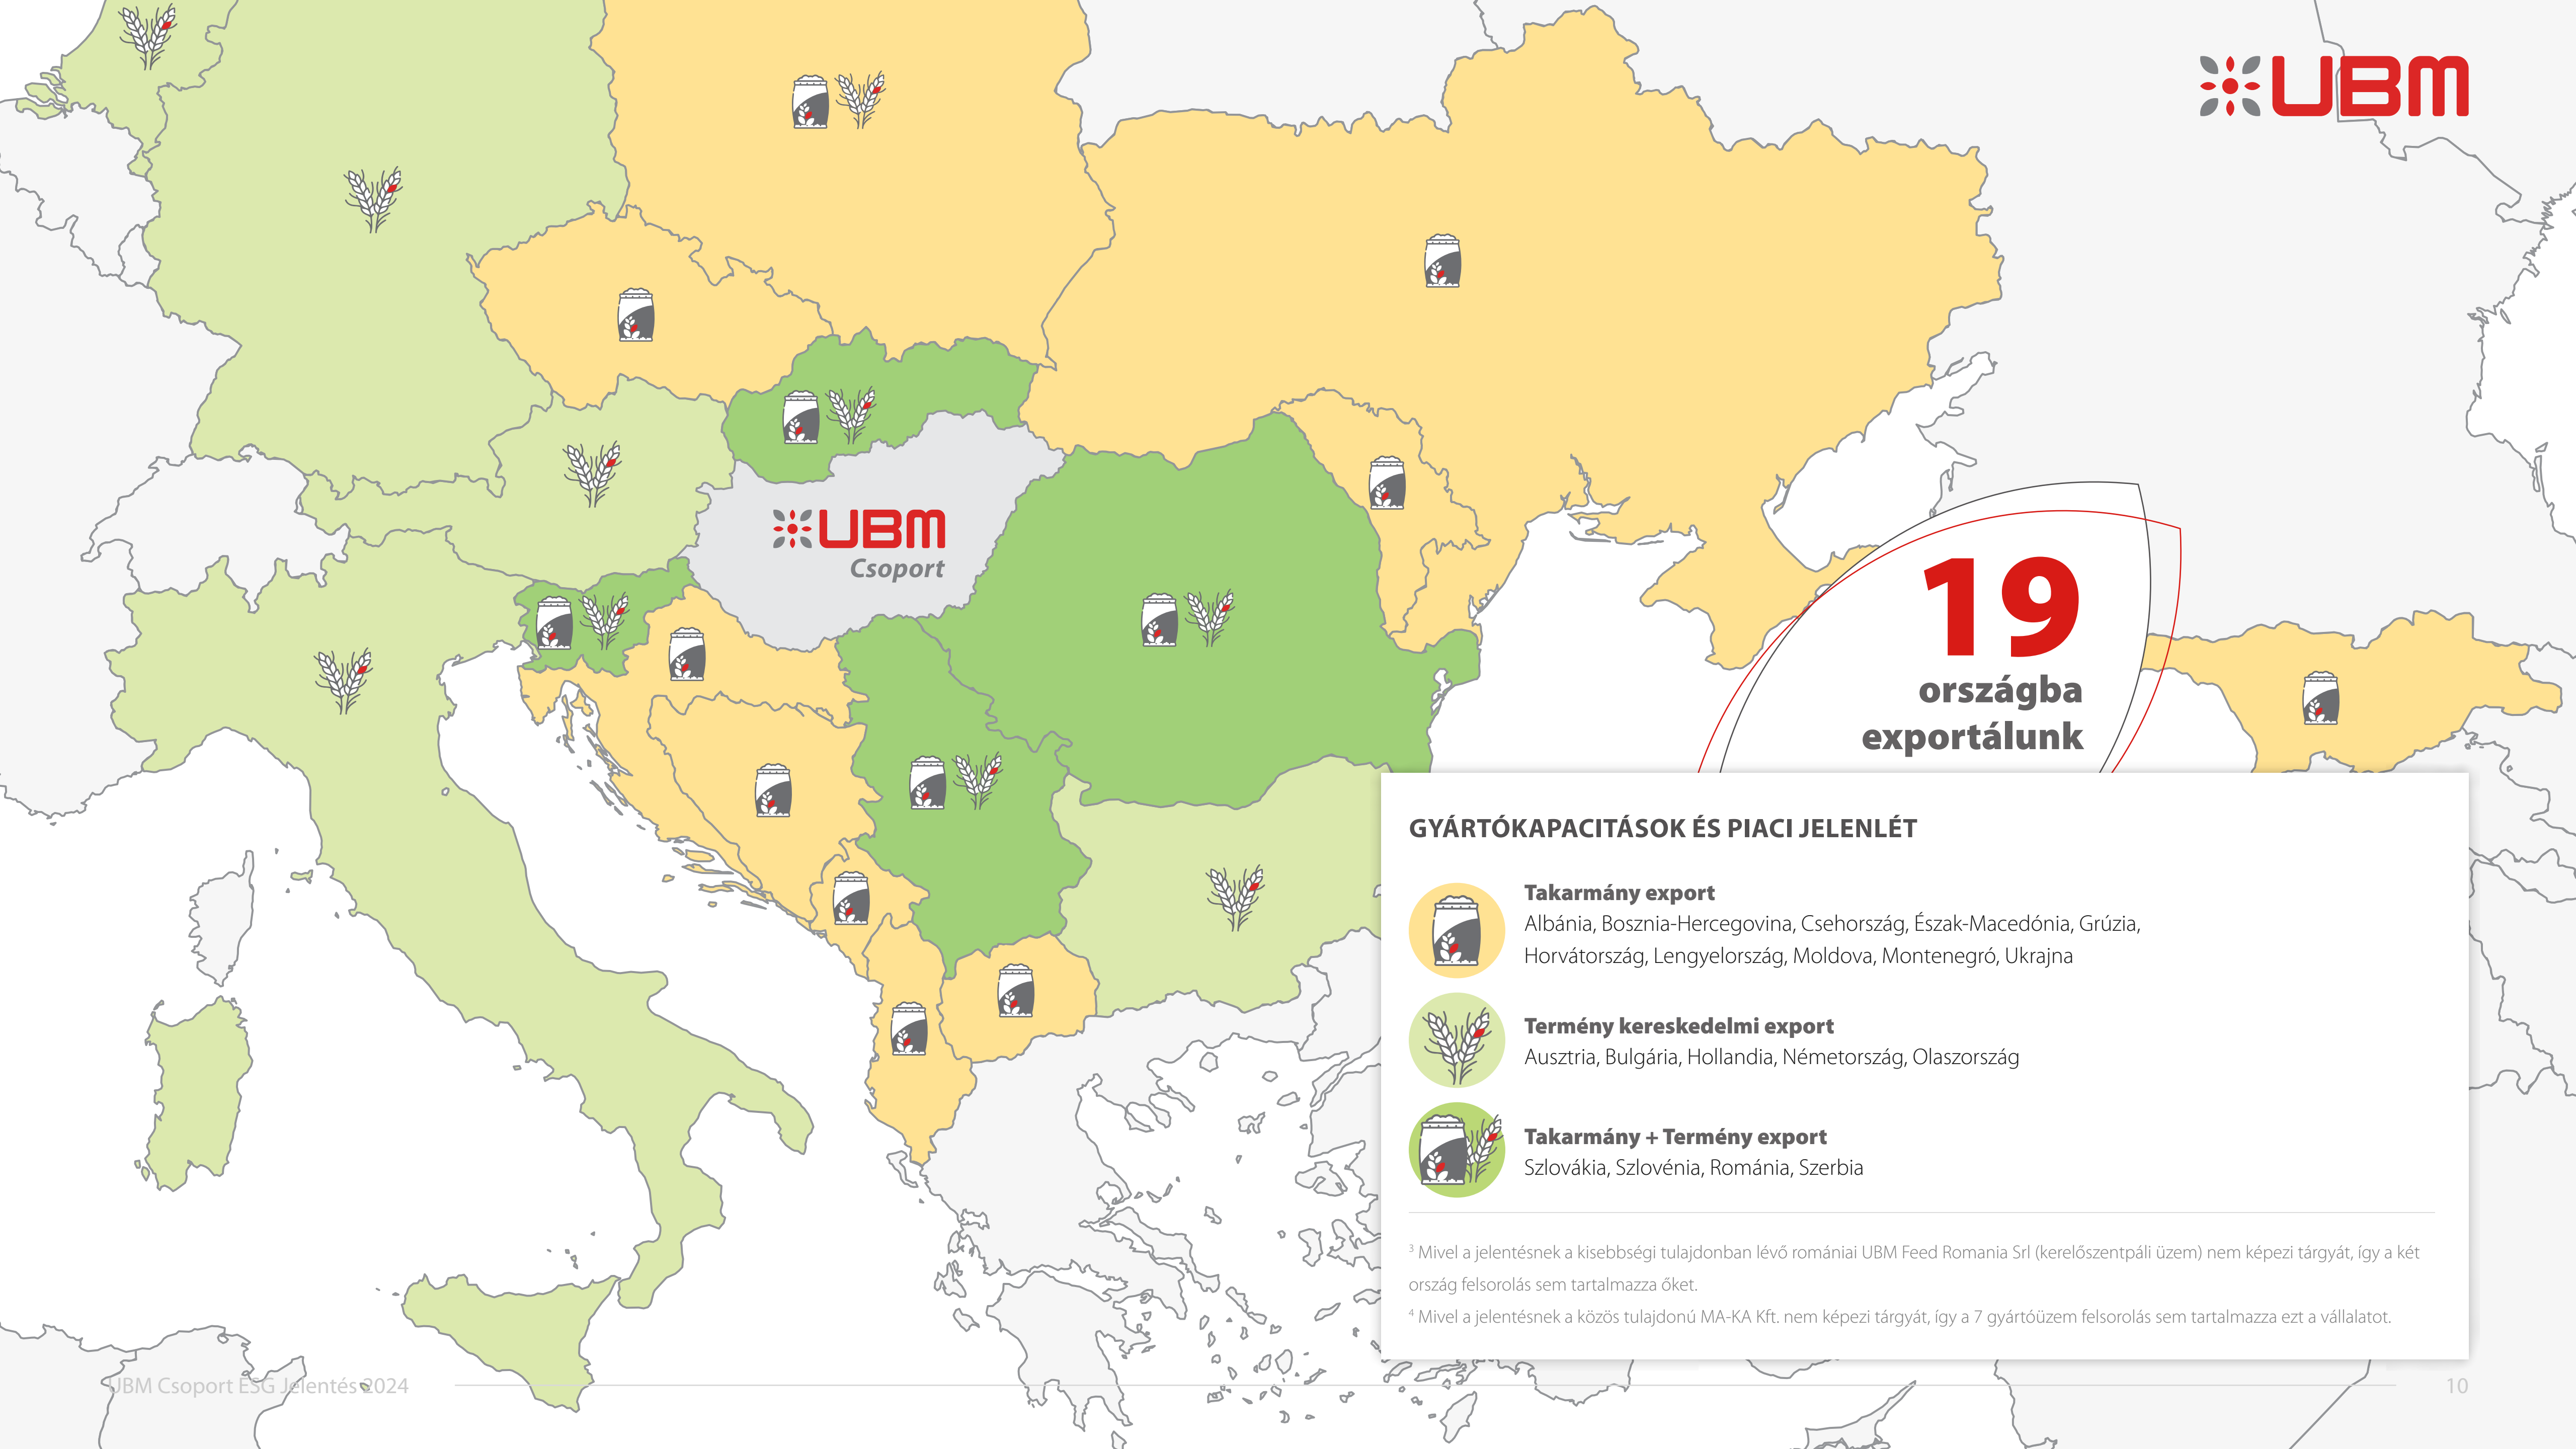 UBM
UBM
Csoport
19
országba
exportálunk
GYÁRTÓKAPACITÁSOK ÉS PIACI JELENLÉT
Takarmány export
Albánia, Bosznia-Hercegovina, Csehország, Észak-Macedónia, Grúzia,
Horvátország, Lengyelország, Moldova, Montenegró, Ukrajna
Termény kereskedelmi export
Ausztria, Bulgária, Hollandia, Németország, Olaszország
Takarmány + Termény export
Szlovákia, Szlovénia, Románia, Szerbia
³ Mivel a jelentésnek a kisebbségi tulajdonban lévő romániai UBM Feed Romania Srl (kerelőszentpáli üzem) nem képezi tárgyát, így a két
ország felsorolás sem tartalmazza őket.
⁴ Mivel a jelentésnek a közös tulajdonú MA-KA Kft. nem képezi tárgyát, így a 7 gyártóüzem felsorolás sem tartalmazza ezt a vállalatot.
UBM Csoport ESG Jelentés 2024
10